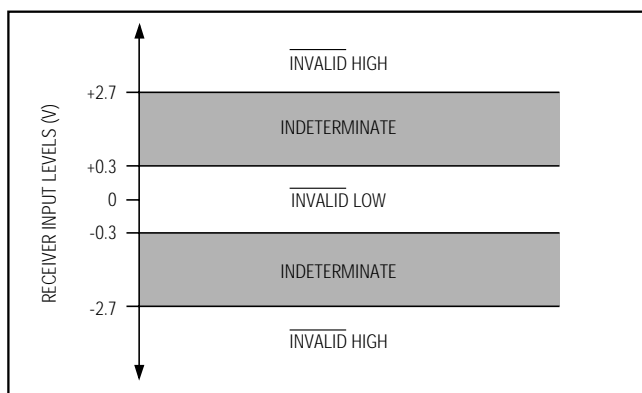 INVALID HIGH
+2.7
INDETERMINATE
+0.3
0
INVALID LOW
-0.3
INDETERMINATE
-2.7
INVALID HIGH
RECEIVER INPUT LEVELS (V)